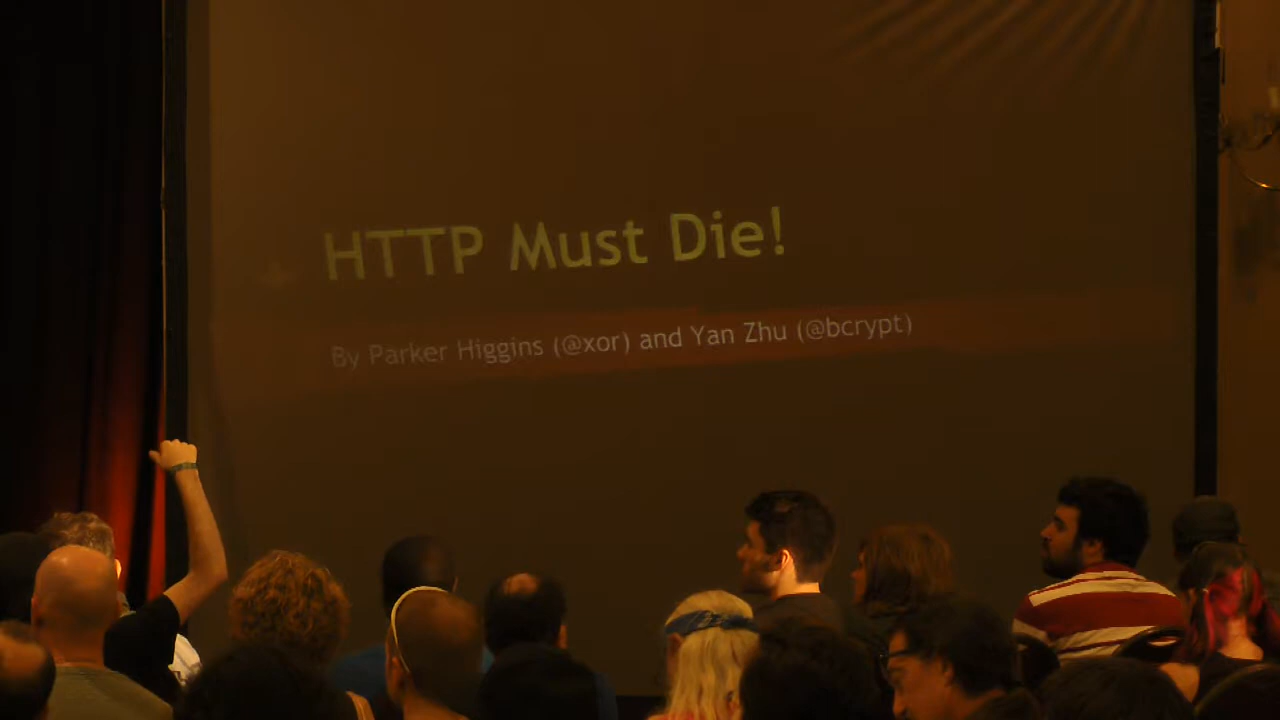 HTTP Must Die!
By Parker Higgins (@xor) and Yan Zhu (@bcrypt)